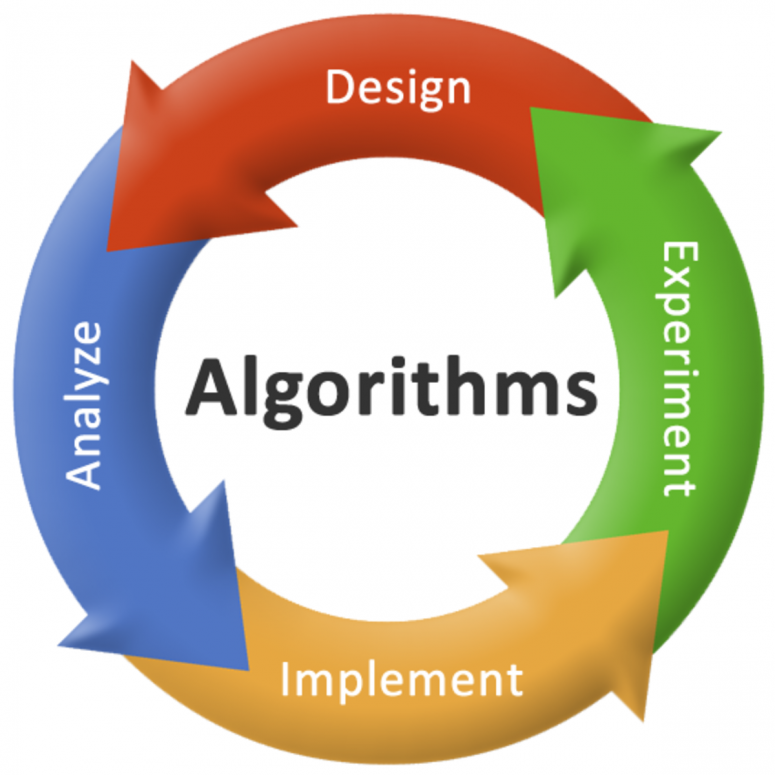 Design
Experiment
Algorithms
Analyze
Implement